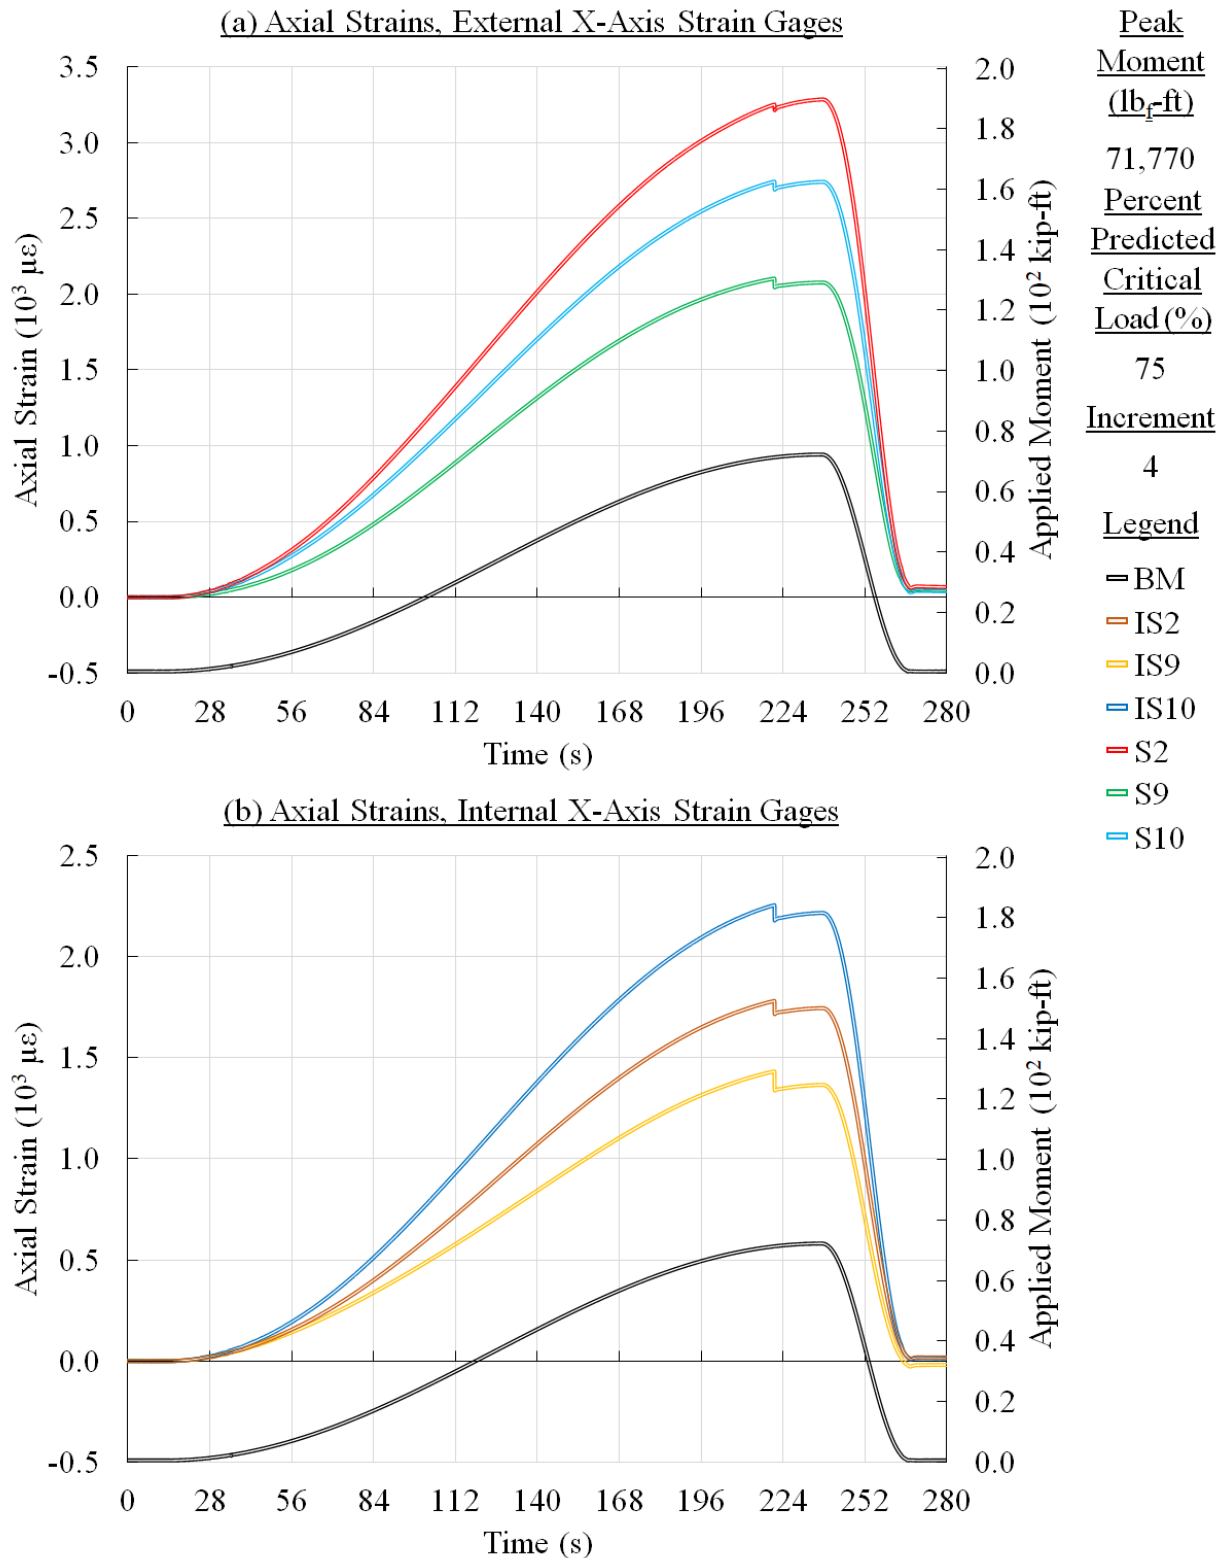 (a) Axial Strains, External X-Axis Strain Gages
3.5
3.0
2.5
2.0
1.5
1.0
0.5
0.0
-0.5
Axial Strain (10³ µε)
2.0
1.8
1.6
1.4
1.2
1.0
0.8
0.6
0.4
0.2
0.0
Applied Moment (10² kip-ft)
0 28 56 84 112 140 168 196 224 252 280
Time (s)
(b) Axial Strains, Internal X-Axis Strain Gages
2.5
2.0
1.5
1.0
0.5
0.0
-0.5
Axial Strain (10³ µε)
2.0
1.8
1.6
1.4
1.2
1.0
0.8
0.6
0.4
0.2
0.0
Applied Moment (10² kip-ft)
0 28 56 84 112 140 168 196 224 252 280
Time (s)
Peak
Moment
(lbf-ft)
71,770
Percent
Predicted
Critical
Load (%)
75
Increment
4
Legend
BM
IS2
IS9
IS10
S2
S9
S10